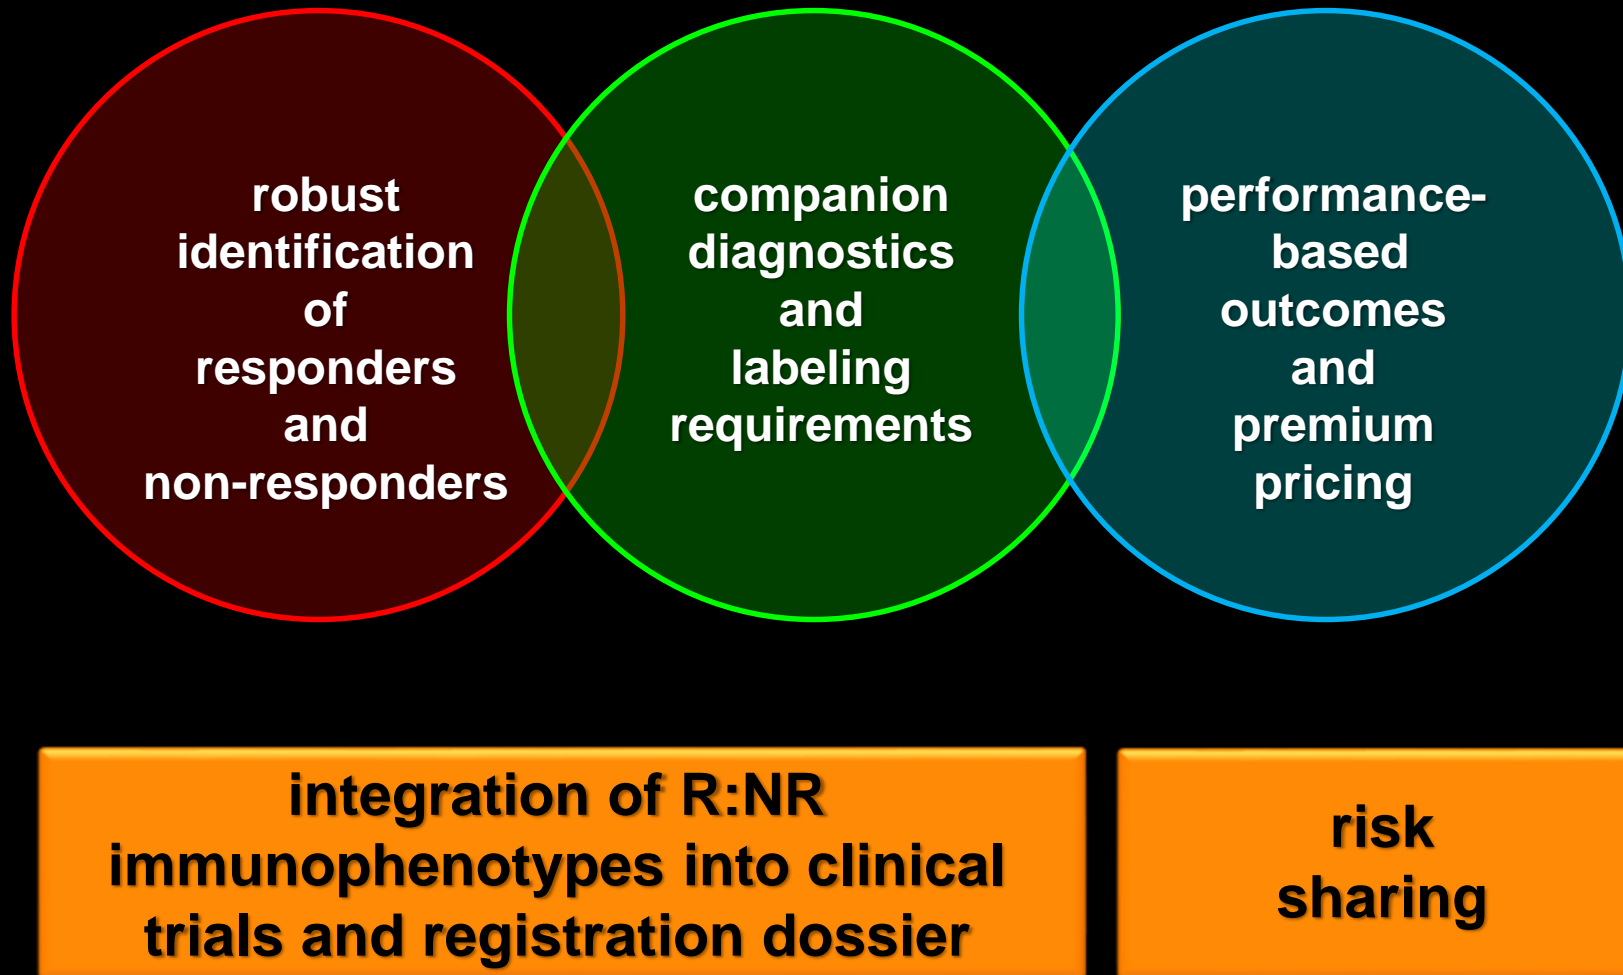 robust
identification
of
responders
and
non-responders
companion
diagnostics
and
labeling
requirements
performance-
based
outcomes
and
premium
pricing
integration of R:NR
immunophenotypes into clinical
trials and registration dossier
risk
sharing